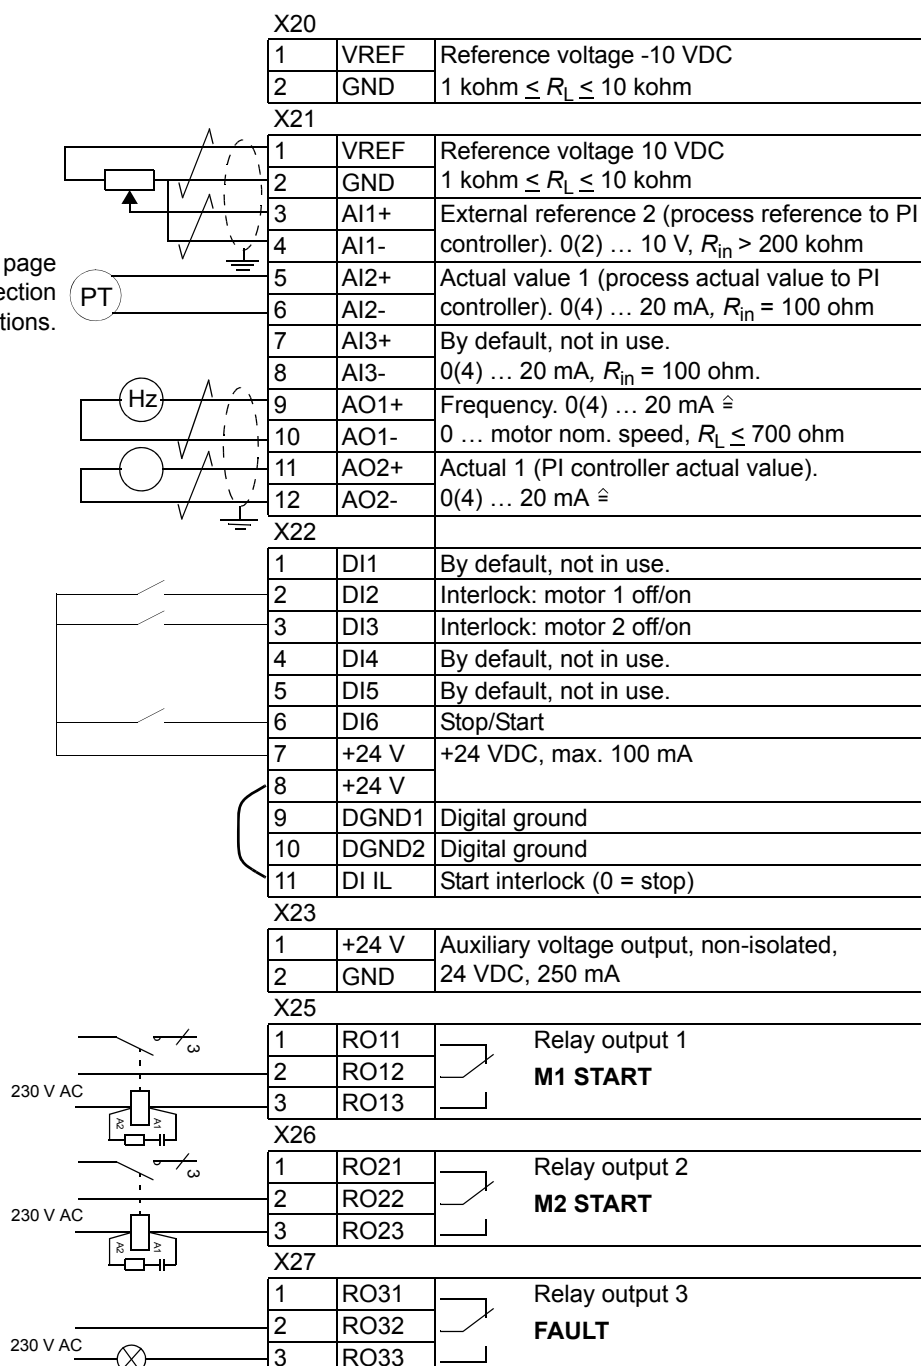 X20
1 VREF Reference voltage -10 VDC
2 GND 1 kohm ≤ RL ≤ 10 kohm
X21
1 VREF Reference voltage 10 VDC
2 GND 1 kohm ≤ RL ≤ 10 kohm
3 AI1+ External reference 2 (process reference to PI
4 AI1- controller). 0(2) … 10 V, Rin > 200 kohm
page
5 AI2+ Actual value 1 (process actual value to PI
ection
PT
6 AI2- controller). 0(4) … 20 mA, Rin = 100 ohm
tions.
7 AI3+ By default, not in use.
8 AI3- 0(4) … 20 mA, Rin = 100 ohm.
Hz
9 AO1+ Frequency. 0(4) … 20 mA ≙
10 AO1- 0 … motor nom. speed, RL ≤ 700 ohm
11 AO2+ Actual 1 (PI controller actual value).
12 AO2- 0(4) … 20 mA ≙
X22
1 DI1 By default, not in use.
2 DI2 Interlock: motor 1 off/on
3 DI3 Interlock: motor 2 off/on
4 DI4 By default, not in use.
5 DI5 By default, not in use.
6 DI6 Stop/Start
7 +24 V +24 VDC, max. 100 mA
8 +24 V
9 DGND1 Digital ground
10 DGND2 Digital ground
11 DI IL Start interlock (0 = stop)
X23
1 +24 V Auxiliary voltage output, non-isolated,
2 GND 24 VDC, 250 mA
X25
1 RO11 Relay output 1
3
2 RO12 M1 START
230 V AC
3 RO13
A2 A1
X26
1 RO21 Relay output 2
3
2 RO22 M2 START
230 V AC
3 RO23
A2 A1
X27
1 RO31 Relay output 3
2 RO32 FAULT
230 V AC
3 RO33